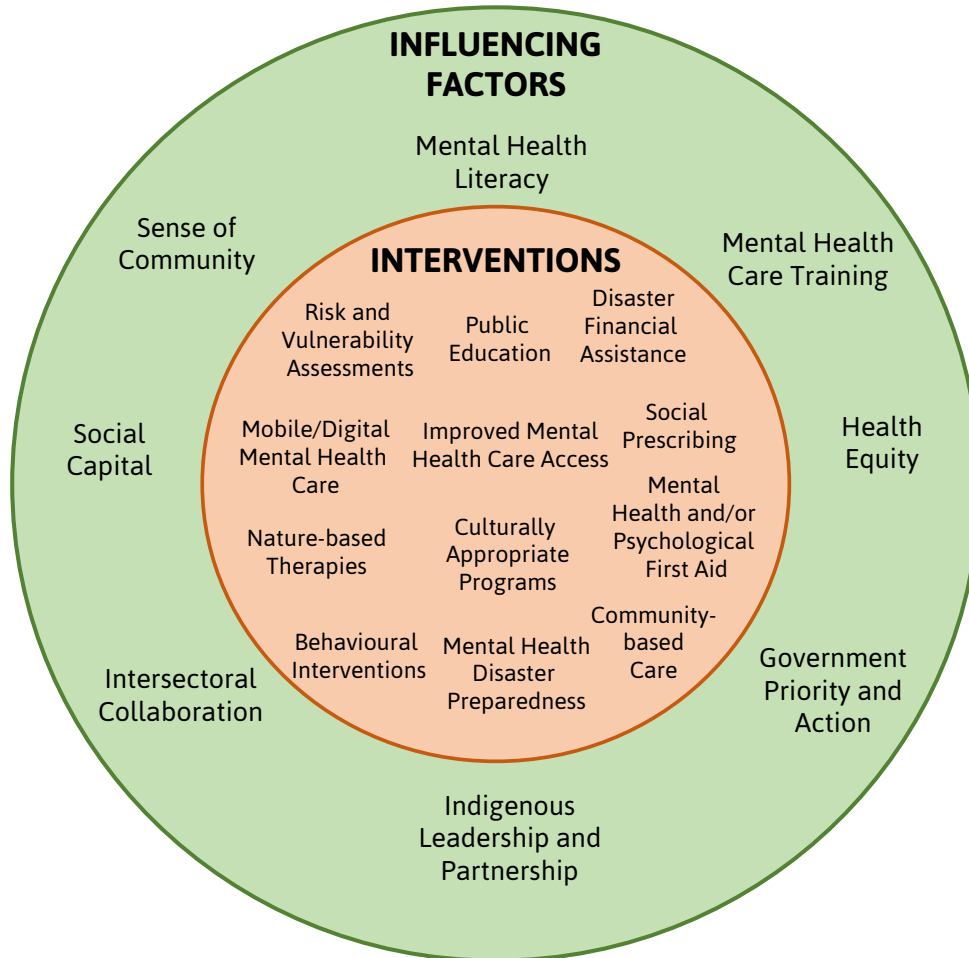 INFLUENCING
FACTORS
Mental Health
Literacy
Sense of
Community
Mental Health
Care Training
Social
Capital
Health
Equity
Intersectoral
Collaboration
Government
Priority and
Action
Indigenous
Leadership and
Partnership
INTERVENTIONS
Risk and
Vulnerability
Assessments
Public
Education
Disaster
Financial
Assistance
Mobile/Digital
Mental Health
Care
Improved Mental
Health Care Access
Social
Prescribing
Nature-based
Therapies
Culturally
Appropriate
Programs
Mental
Health and/or
Psychological
First Aid
Behavioural
Interventions
Mental Health
Disaster
Preparedness
Community-
based
Care